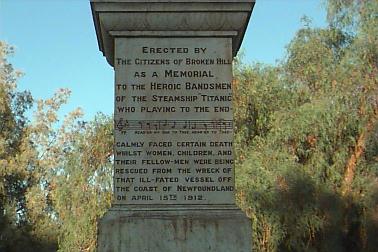 ERECTED BY
THE CITIZENS OF BROKEN HILL
AS A MEMORIAL
TO THE HEROIC BANDSMEN
OF THE STEAMSHIP TITANIC
WHO PLAYING TO THE END
CALMLY FACED CERTAIN DEATH
WHILST WOMEN, CHILDREN, AND
THEIR FELLOW-MEN WERE BEING
RESCUED FROM THE WRECK OF
THAT ILL-FATED VESSEL OFF
THE COAST OF NEWFOUNDLAND
ON APRIL 15TH 1912.